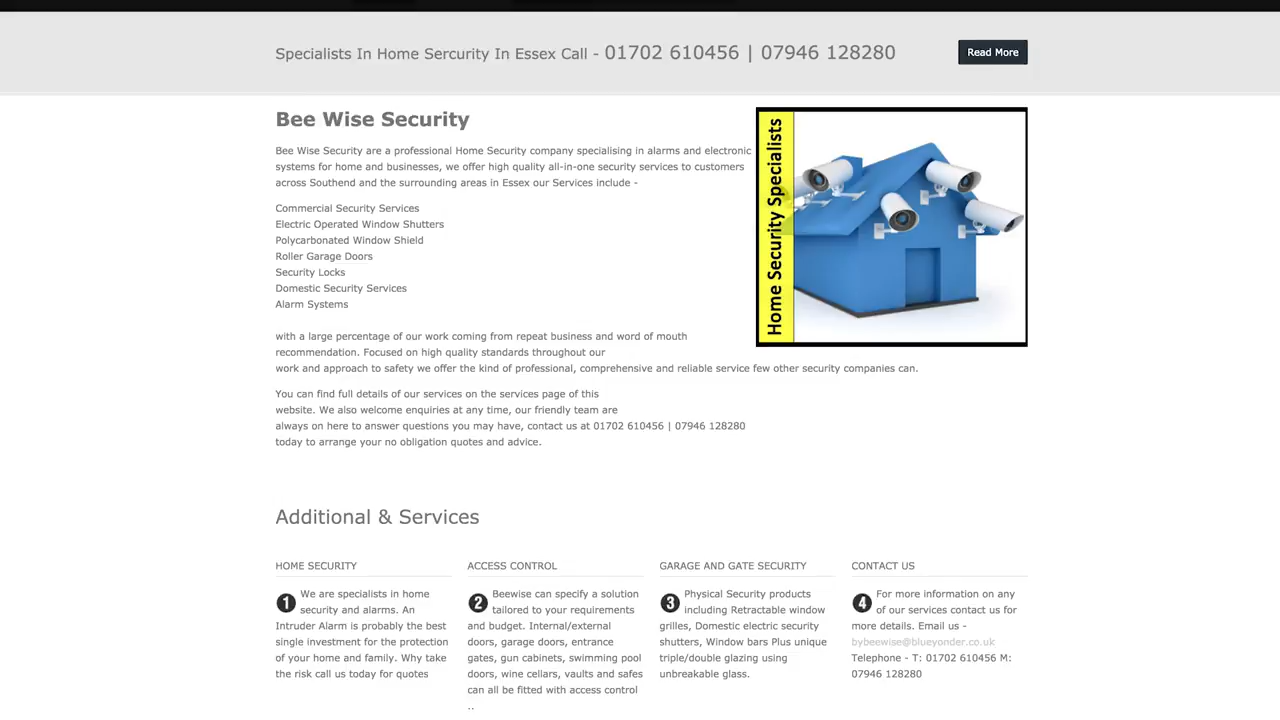 Specialists In Home Sercurity In Essex Call - 01702 610456 | 07946 128280
Read More
Bee Wise Security
Bee Wise Security are a professional Home Security company specialising in alarms and electronic
systems for home and businesses, we offer high quality all-in-one security services to customers
across Southend and the surrounding areas in Essex our Services include -
Commercial Security Services
Electric Operated Window Shutters
Polycarbonated Window Shield
Roller Garage Doors
Security Locks
Domestic Security Services
Alarm Systems
with a large percentage of our work coming from repeat business and word of mouth
recommendation. Focused on high quality standards throughout our
work and approach to safety we offer the kind of professional, comprehensive and reliable service few other security companies can.
You can find full details of our services on the services page of this
website. We also welcome enquiries at any time, our friendly team are
always on here to answer questions you may have, contact us at 01702 610456 | 07946 128280
today to arrange your no obligation quotes and advice.
Home Security Specialists
Additional & Services
HOME SECURITY
1 We are specialists in home
security and alarms. An
Intruder Alarm is probably the best
single investment for the protection
of your home and family. Why take
the risk call us today for quotes
ACCESS CONTROL
2 Beewise can specify a solution
tailored to your requirements
and budget. Internal/external
doors, garage doors, entrance
gates, gun cabinets, swimming pool
doors, wine cellars, vaults and safes
can all be fitted with access control
..
GARAGE AND GATE SECURITY
3 Physical Security products
including Retractable window
grilles, Domestic electric security
shutters, Window bars Plus unique
triple/double glazing using
unbreakable glass.
CONTACT US
4 For more information on any
of our services contact us for
more details. Email us -
bybeewise@blueyonder.co.uk
Telephone - T: 01702 610456 M:
07946 128280